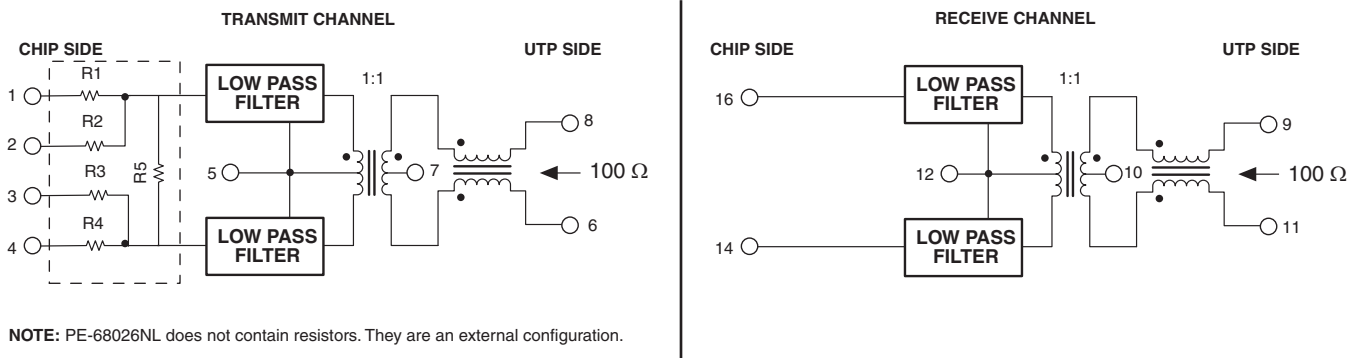 TRANSMIT CHANNEL
CHIP SIDE
UTP SIDE
R1
1
R2
2
R3
3
R4
4
R5
LOW PASS
FILTER
1:1
5
7
8
100 Ω
6
LOW PASS
FILTER
NOTE: PE-68026NL does not contain resistors. They are an external configuration.
RECEIVE CHANNEL
CHIP SIDE
UTP SIDE
16
LOW PASS
FILTER
1:1
12
10
9
100 Ω
11
14
LOW PASS
FILTER